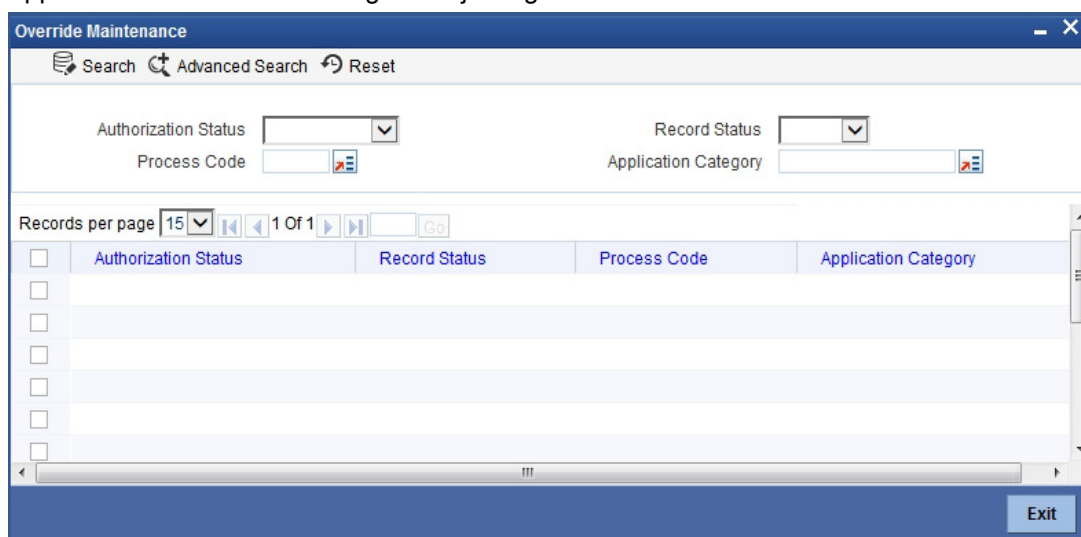 Override Maintenance
Search Advanced Search Reset
Authorization Status Record Status
Process Code Application Category
Records per page 15 1 Of 1 Go
Authorization Status Record Status Process Code Application Category
Exit